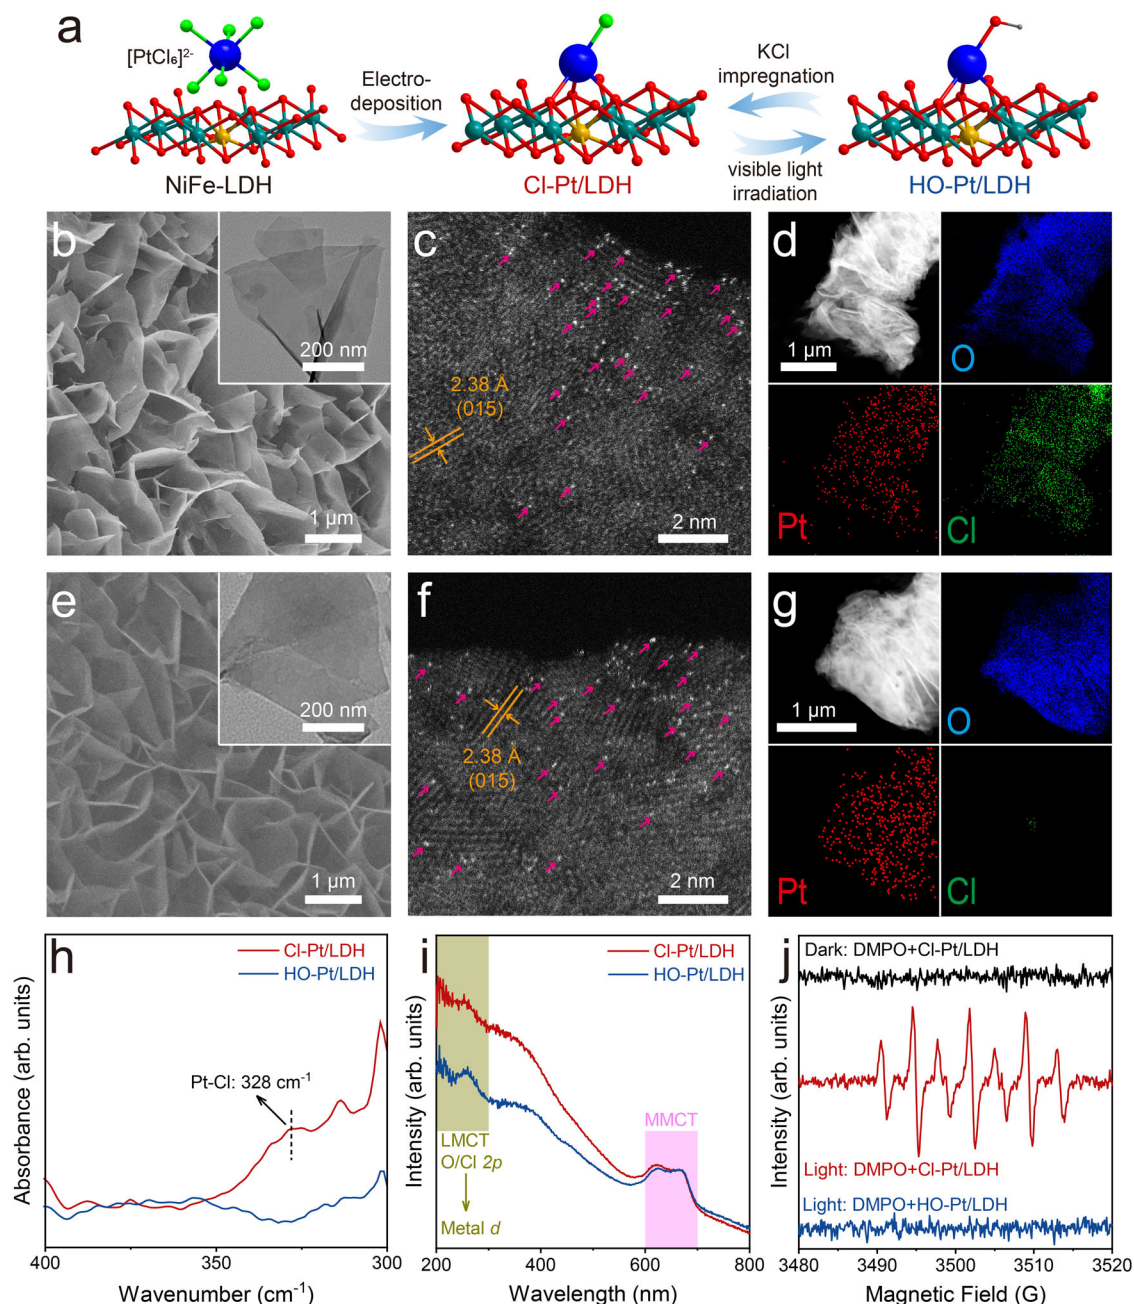 a
[PtCl₆]²⁻
Electro-
deposition
KCl
impregnation
visible light
irradiation
NiFe-LDH
Cl-Pt/LDH
HO-Pt/LDH
b
200 nm
1 μm
c
2.38 Å
(015)
2 nm
d
1 μm
O
Pt
Cl
e
200 nm
1 μm
f
2.38 Å
(015)
2 nm
g
1 μm
O
Pt
Cl
h
Cl-Pt/LDH
HO-Pt/LDH
Pt-Cl: 328 cm⁻¹
Absorbance (arb. units)
400
350
300
Wavenumber (cm⁻¹)
i
Cl-Pt/LDH
HO-Pt/LDH
LMCT
O/Cl 2p
Metal d
MMCT
Intensity (arb. units)
200
300
400
500
600
700
800
Wavelength (nm)
j
Dark: DMPO+Cl-Pt/LDH
Light: DMPO+Cl-Pt/LDH
Light: DMPO+HO-Pt/LDH
Intensity (arb. units)
3480
3490
3500
3510
3520
Magnetic Field (G)